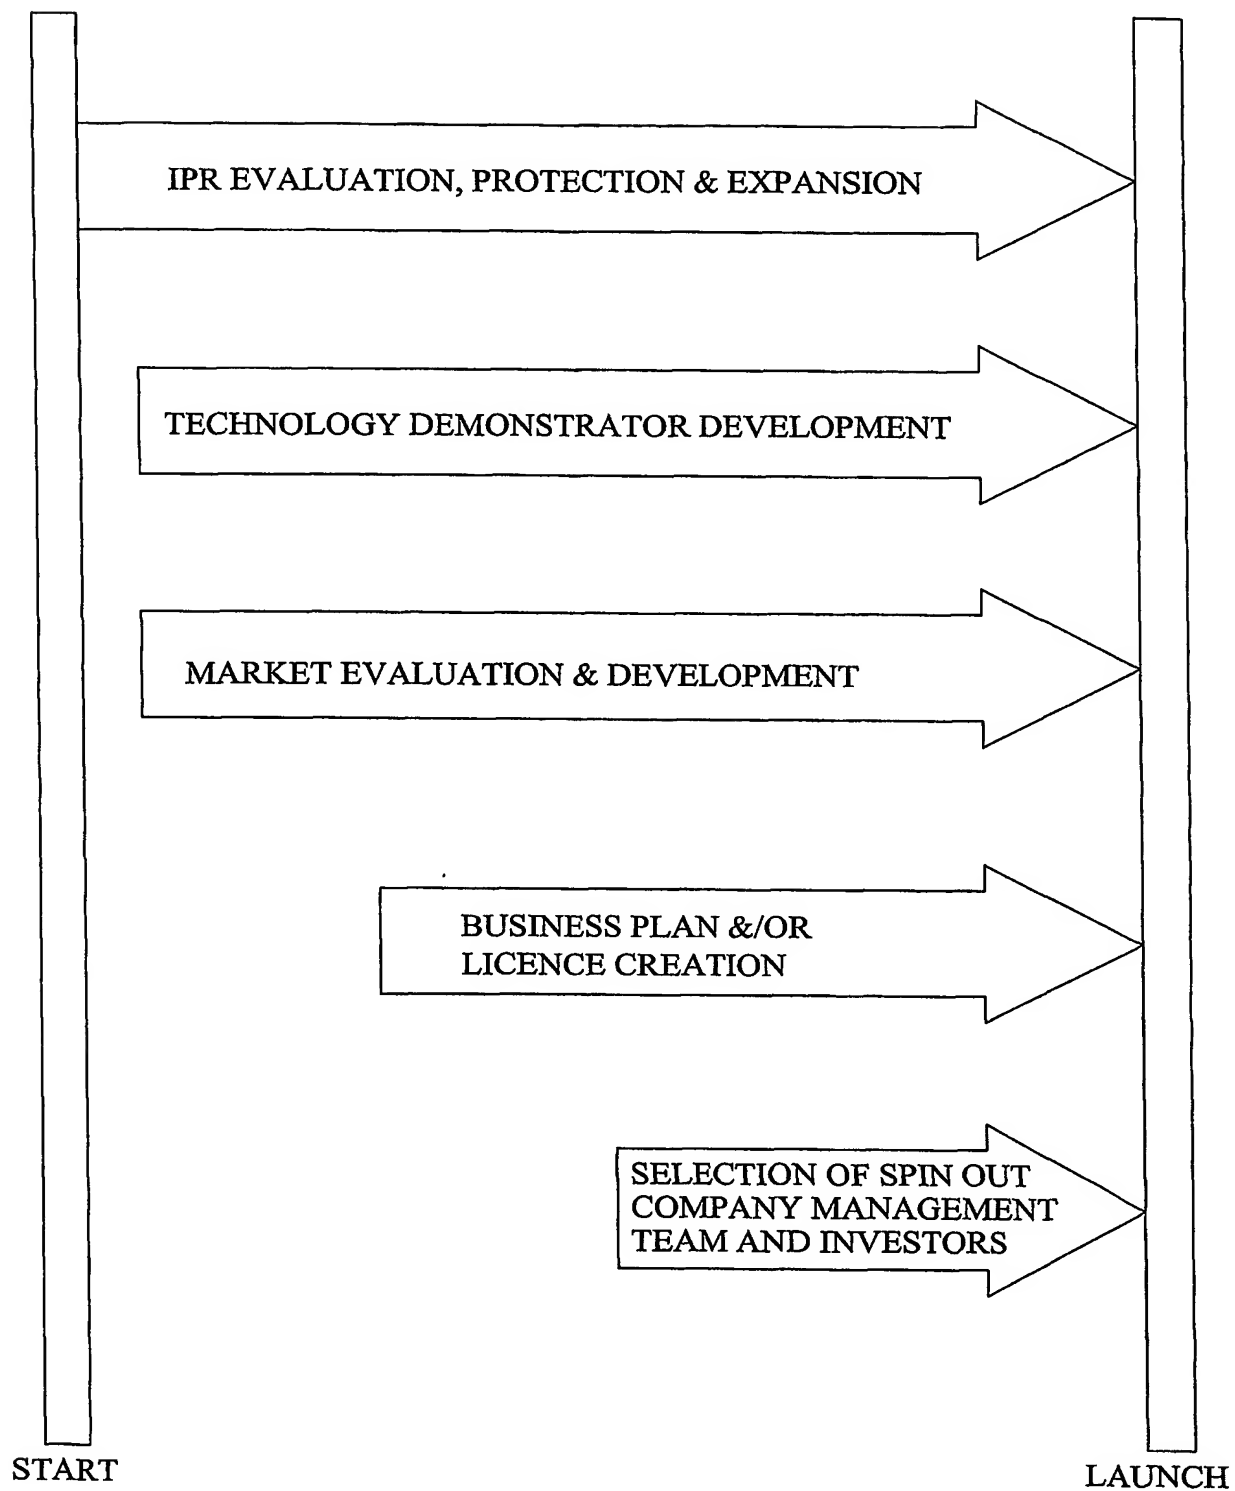 IPR EVALUATION, PROTECTION & EXPANSION
TECHNOLOGY DEMONSTRATOR DEVELOPMENT
MARKET EVALUATION & DEVELOPMENT
BUSINESS PLAN &/OR
LICENCE CREATION
SELECTION OF SPIN OUT
COMPANY MANAGEMENT
TEAM AND INVESTORS
START
LAUNCH